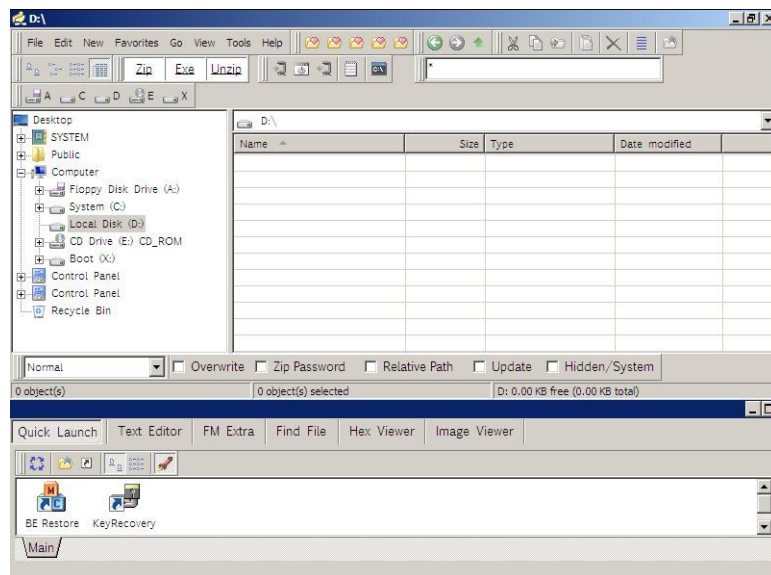 D:\
File Edit New Favorites Go View Tools Help
Zip Exe Unzip
*
A C D E X
Desktop
SYSTEM
Public
Computer
Floppy Disk Drive (A:)
System (C:)
Local Disk (D:)
CD Drive (E:) CD_ROM
Boot (X:)
Control Panel
Control Panel
Recycle Bin
D:\
Name Size Type Date modified
Normal Overwrite Zip Password Relative Path Update Hidden/System
0 object(s) 0 object(s) selected D: 0.00 KB free (0.00 KB total)
Quick Launch Text Editor FM Extra Find File Hex Viewer Image Viewer
BE Restore KeyRecovery
Main